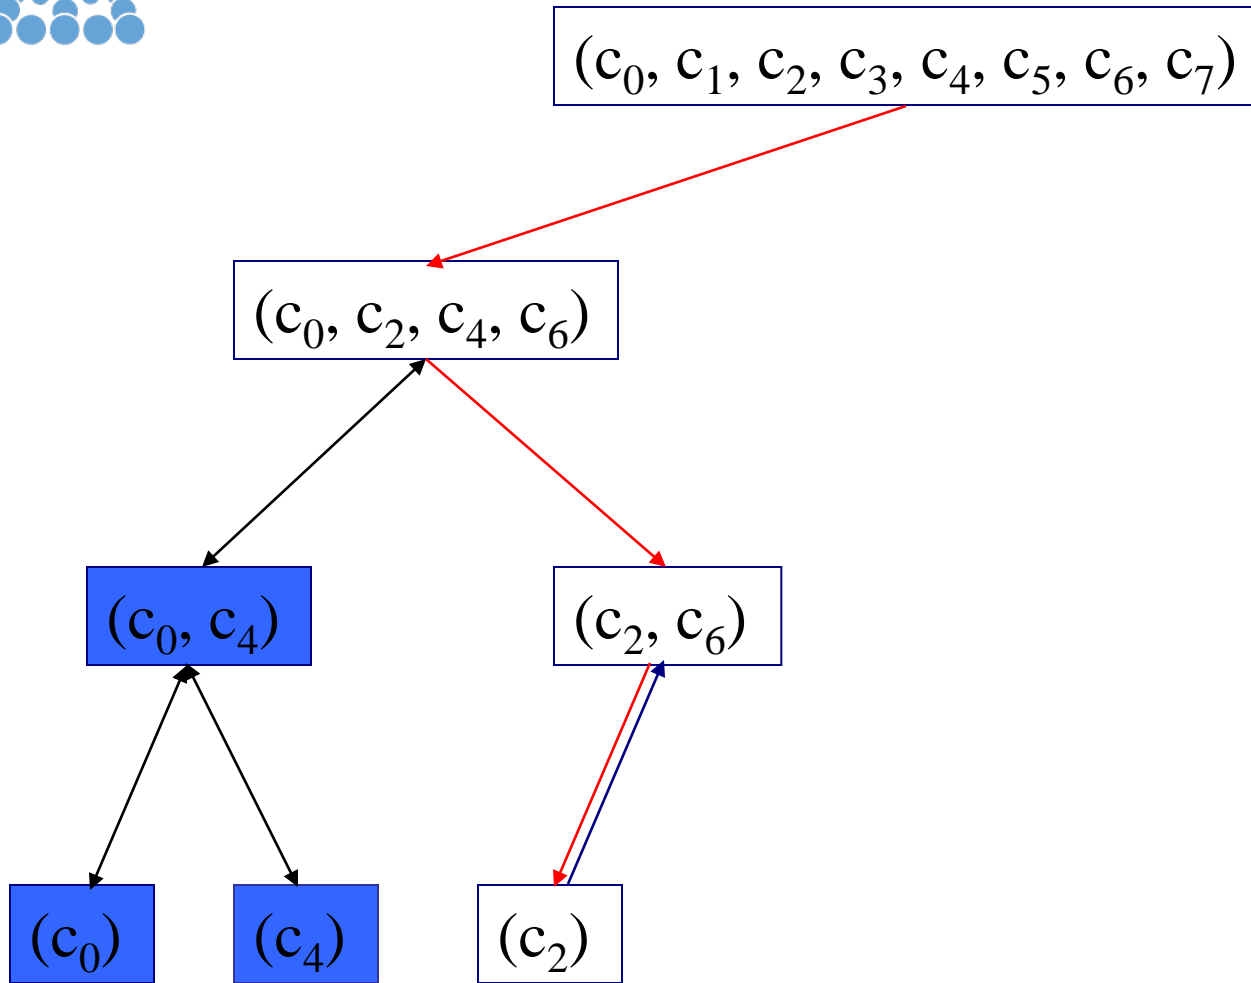 (c₀, c₁, c₂, c₃, c₄, c₅, c₆, c₇)
(c₀, c₂, c₄, c₆)
(c₀, c₄)
(c₂, c₆)
(c₀)
(c₄)
(c₂)